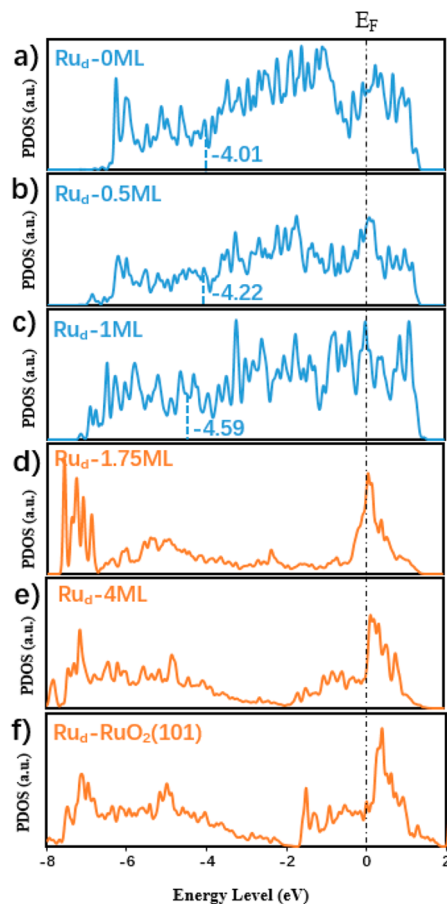 E_F
a) Ru_d-0ML
-4.01
PDOS (a.u.)
b) Ru_d-0.5ML
-4.22
PDOS (a.u.)
c) Ru_d-1ML
-4.59
PDOS (a.u.)
d) Ru_d-1.75ML
PDOS (a.u.)
e) Ru_d-4ML
PDOS (a.u.)
f) Ru_d-RuO₂(101)
PDOS (a.u.)
-8 -6 -4 -2 0 2
Energy Level (eV)